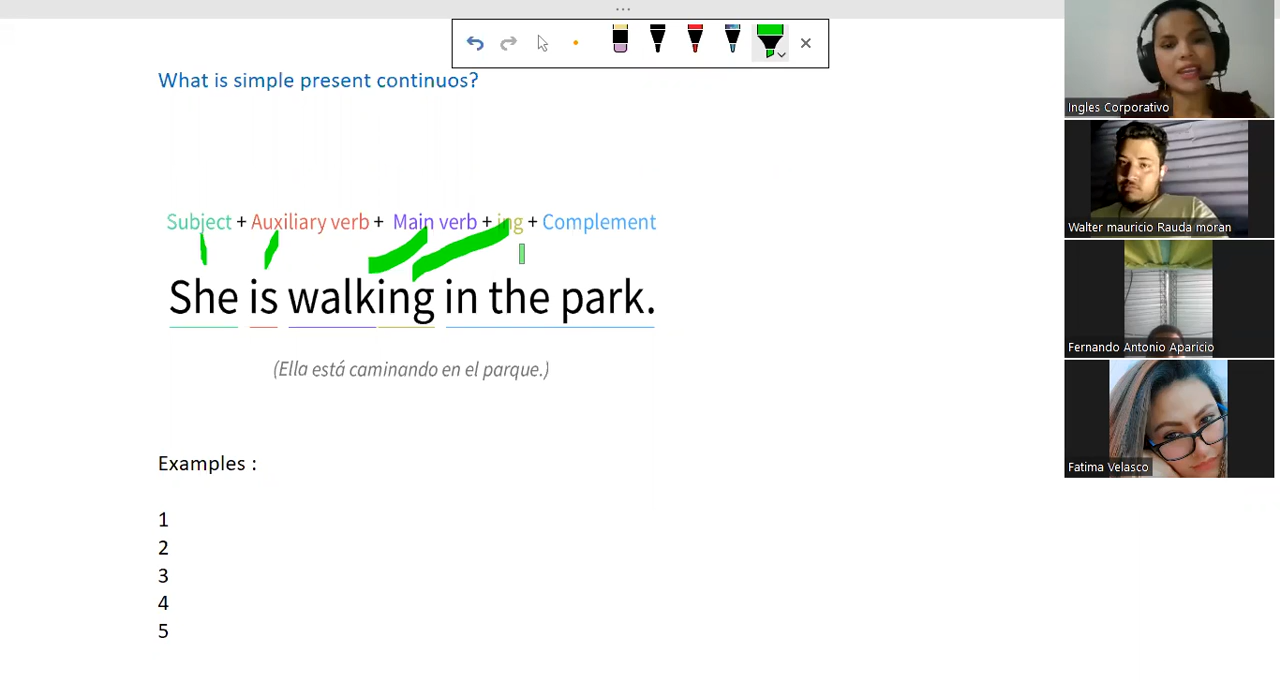 What is simple present continuos?
Subject + Auxiliary verb + Main verb + ing + Complement
She is walking in the park.
(Ella está caminando en el parque.)
Examples :
1
2
3
4
5
Ingles Corporativo
Walter mauricio Rauda moran
Fernando Antonio Aparicio
Fatima Velasco